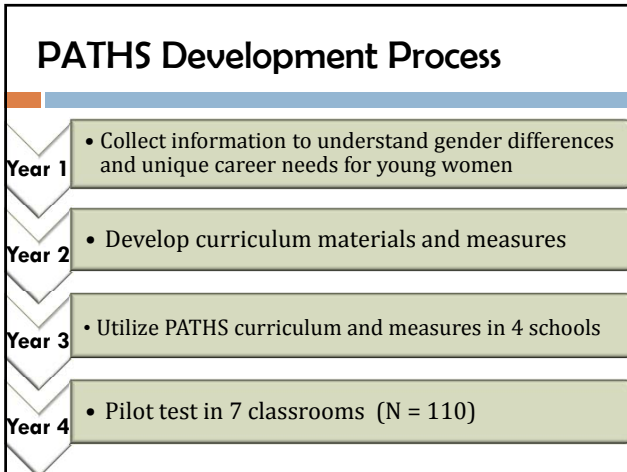 PATHS Development Process
Year 1
• Collect information to understand gender differences
and unique career needs for young women
Year 2
• Develop curriculum materials and measures
Year 3
• Utilize PATHS curriculum and measures in 4 schools
Year 4
• Pilot test in 7 classrooms (N = 110)